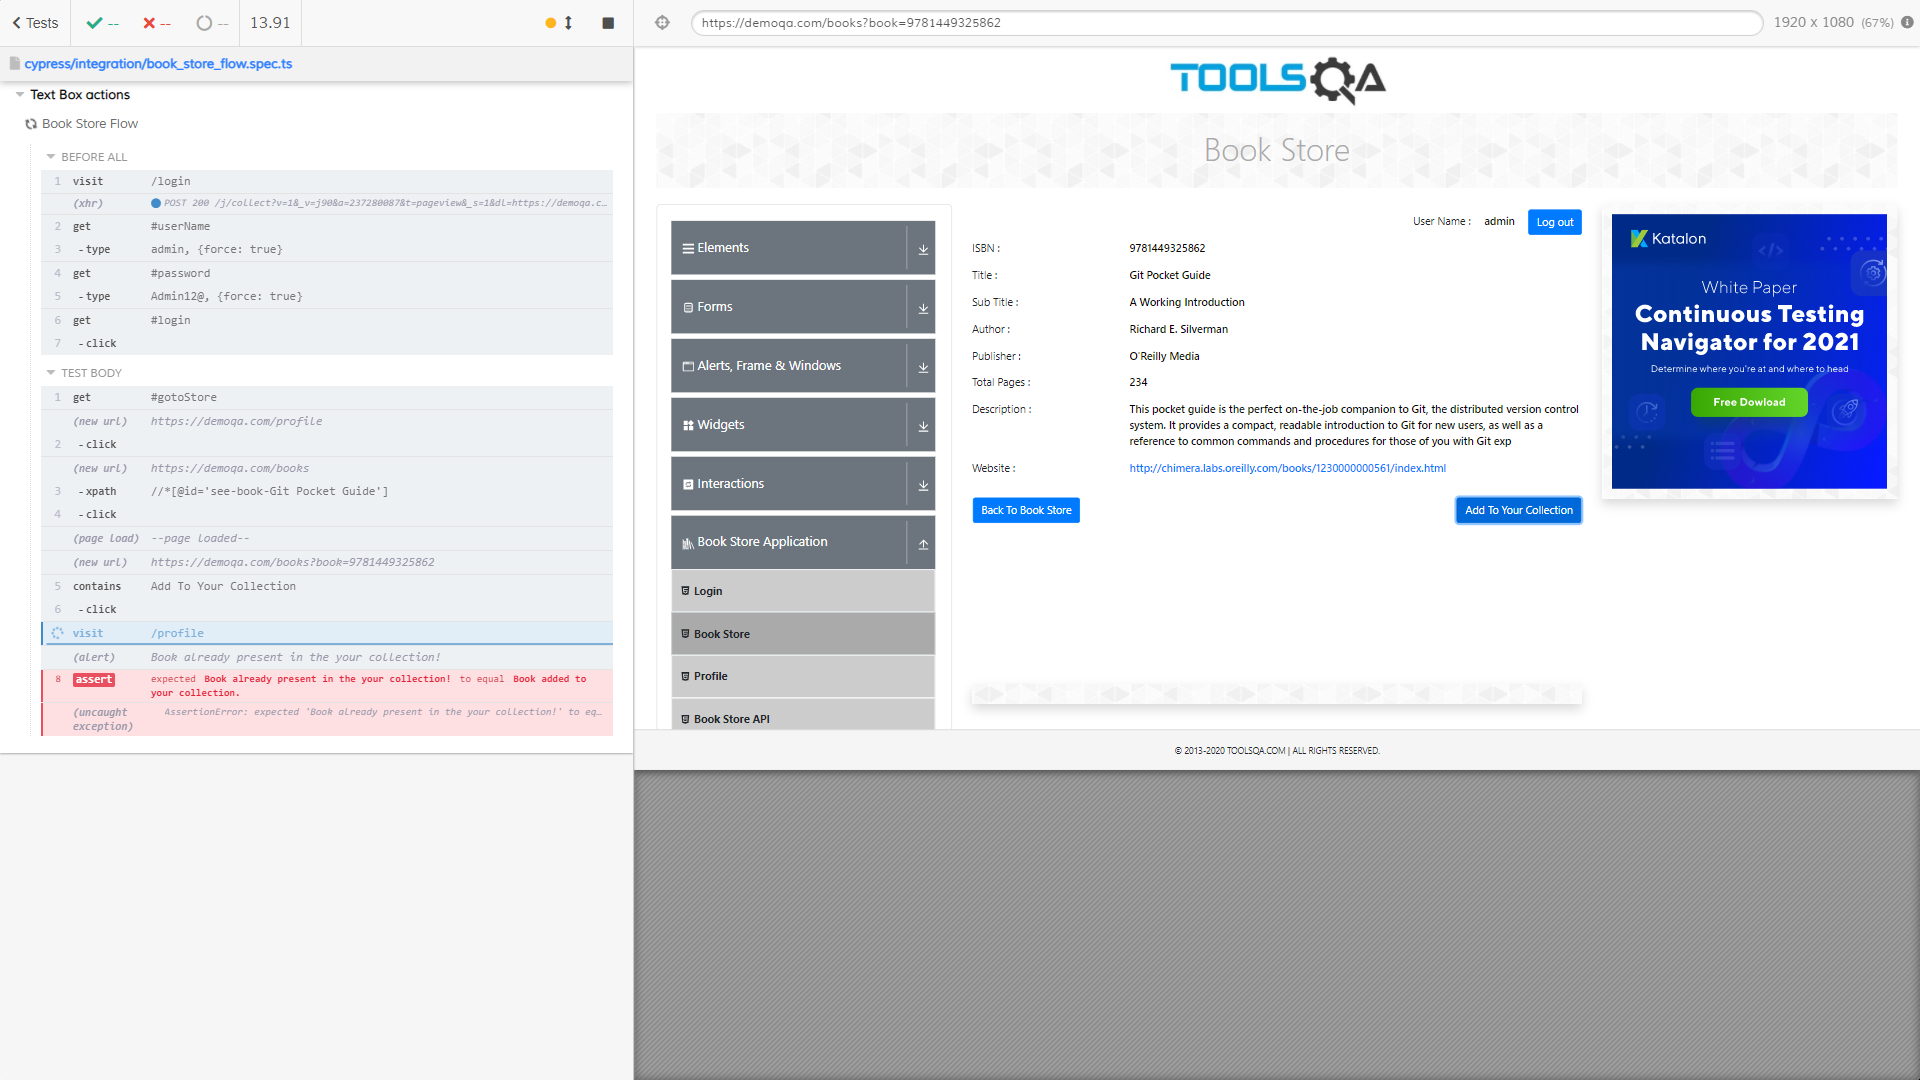 Tests
--
--
--
13.91
https://demoqa.com/books?book=9781449325862
1920 x 1080 (67%)
cypress/integration/book_store_flow.spec.ts
Text Box actions
Book Store Flow
BEFORE ALL
1 visit /login
(xhr) POST 200 /j/collect?v=1&_v=j90&a=237280087&t=pageview&_s=1&dl=https://demoqa.c…
2 get #userName
3 -type admin, {force: true}
4 get #password
5 -type Admin12@, {force: true}
6 get #login
7 -click
TEST BODY
1 get #gotoStore
(new url) https://demoqa.com/profile
2 -click
(new url) https://demoqa.com/books
3 -xpath //*[@id='see-book-Git Pocket Guide']
4 -click
(page load) --page loaded--
(new url) https://demoqa.com/books?book=9781449325862
5 contains Add To Your Collection
6 -click
visit /profile
(alert) Book already present in the your collection!
8 assert expected Book already present in the your collection! to equal Book added to
your collection.
(uncaught AssertionError: expected 'Book already present in the your collection!' to eq…
exception)
TOOLSQA
Book Store
Elements
Forms
Alerts, Frame & Windows
Widgets
Interactions
Book Store Application
Login
Book Store
Profile
Book Store API
User Name : admin Log out
ISBN : 9781449325862
Title : Git Pocket Guide
Sub Title : A Working Introduction
Author : Richard E. Silverman
Publisher : O'Reilly Media
Total Pages : 234
Description : This pocket guide is the perfect on-the-job companion to Git, the distributed version control
system. It provides a compact, readable introduction to Git for new users, as well as a
reference to common commands and procedures for those of you with Git exp
Website : http://chimera.labs.oreilly.com/books/1230000000561/index.html
Back To Book Store Add To Your Collection
Katalon
White Paper
Continuous Testing
Navigator for 2021
Determine where you're at and where to head
Free Dowload
© 2013-2020 TOOLSQA.COM | ALL RIGHTS RESERVED.